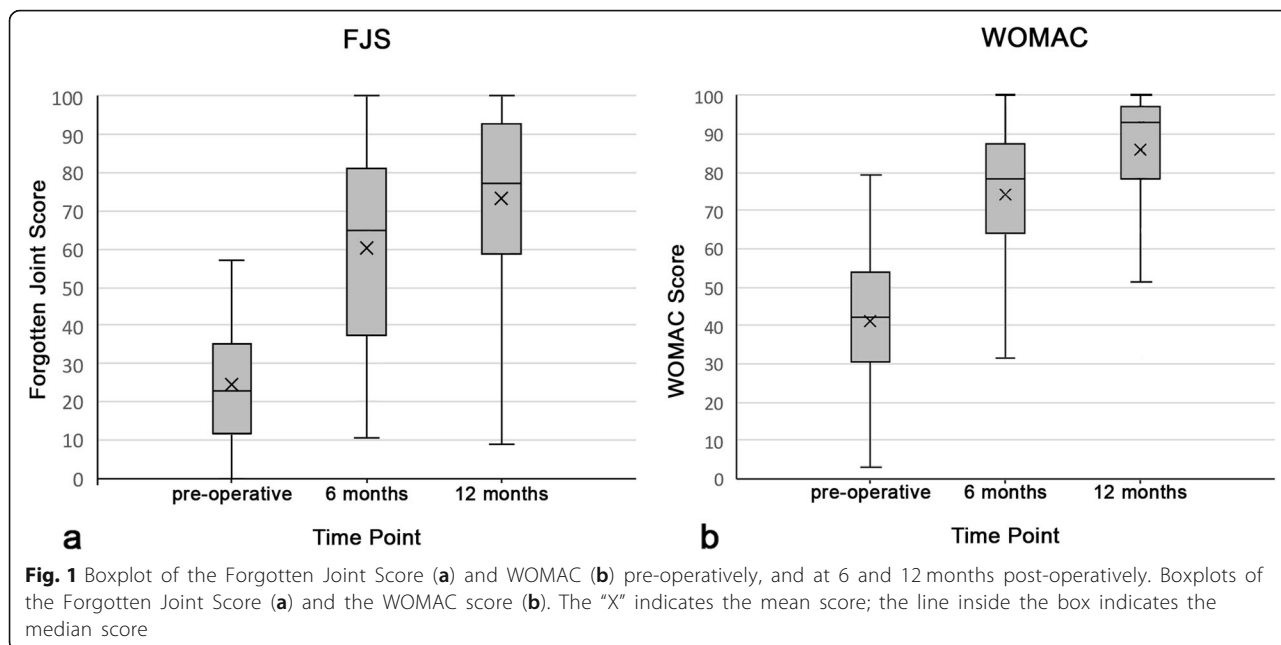 FJS
Forgotten Joint Score
100
90
80
70
60
50
40
30
20
10
0
pre-operative 6 months 12 months
Time Point
a
WOMAC
WOMAC Score
100
90
80
70
60
50
40
30
20
10
0
pre-operative 6 months 12 months
Time Point
b
Fig. 1 Boxplot of the Forgotten Joint Score (a) and WOMAC (b) pre-operatively, and at 6 and 12 months post-operatively. Boxplots of
the Forgotten Joint Score (a) and the WOMAC score (b). The “X” indicates the mean score; the line inside the box indicates the
median score